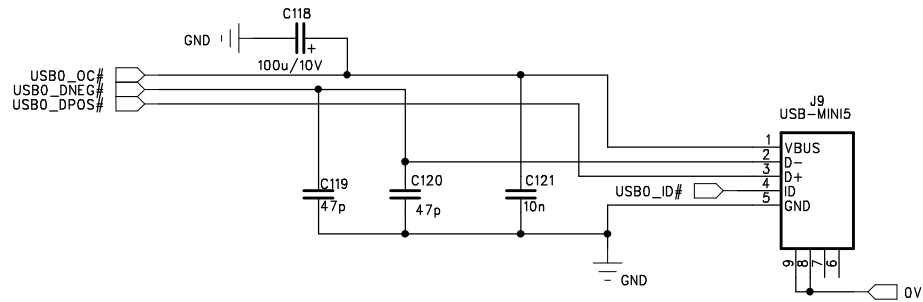 C118
GND
100u/10V
+
USB0_OC#
USB0_DNEG#
USB0_DPOS#
J9
USB-MINI5
1 VBUS
2 D-
3 D+
4 ID
5 GND
USB0_ID#
C119
47p
C120
47p
C121
10n
GND
9 8 7 6
0V